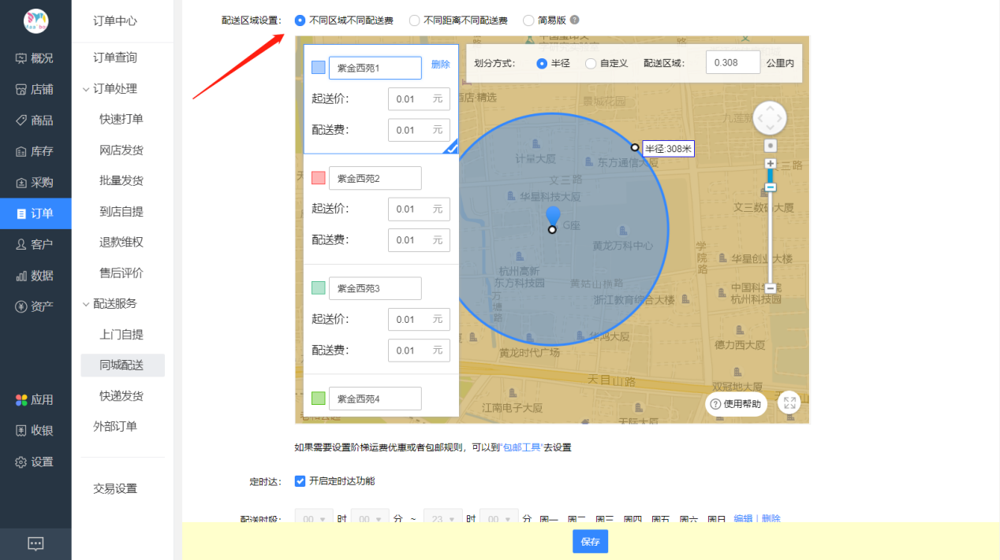 订单中心
概况
店铺
商品
库存
采购
订单
客户
数据
资产
应用
收银
设置
订单查询
订单处理
快速打单
网店发货
批量发货
到店自提
退款维权
售后评价
配送服务
上门自提
同城配送
快递发货
外部订单
交易设置
配送区域设置： 不同区域不同配送费 不同距离不同配送费 简易版 ?
紫金西苑1 删除
起送价： 0.01 元
配送费： 0.01 元
紫金西苑2
起送价： 0.01 元
配送费： 0.01 元
紫金西苑3
起送价： 0.01 元
配送费： 0.01 元
紫金西苑4
划分方式： 半径 自定义 配送区域： 0.308 公里内
酒店·精选
景城花园
计量大厦
半径:308米
东方通信大厦
文三路
文三路
华星科技大厦
文三数码大厦
G座
黄龙万科中心
学院路
华星创业大楼
杭州高新
东方科技园
黄姑山横路
万塘路
浙江教育综合大楼
中国科学院
杭州科技园
华鸿大厦
德力西大厦
黄龙时代广场
天目山路
双冠地大厦
江南电子大厦
天际大厦
使用帮助
如果需要设置阶梯运费优惠或者包邮规则，可以到"包邮工具"去设置
定时达： 开启定时达功能
配送时段： 00 时 00 分 ~ 23 时 00 分 周一 周二 周三 周四 周五 周六 周日 编辑 | 删除
保存